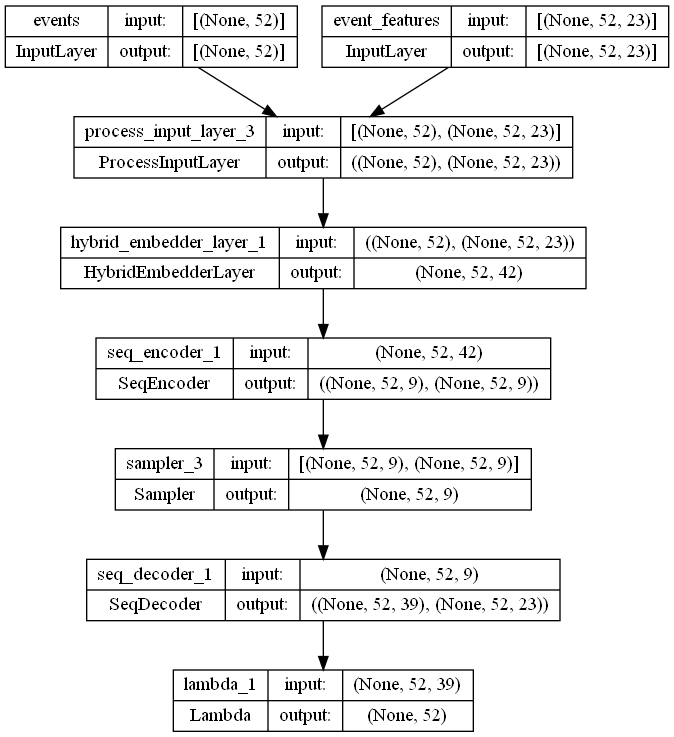 events input: [(None, 52)]
InputLayer output: [(None, 52)]
event_features input: [(None, 52, 23)]
InputLayer output: [(None, 52, 23)]
process_input_layer_3 input: [(None, 52), (None, 52, 23)]
ProcessInputLayer output: ((None, 52), (None, 52, 23))
hybrid_embedder_layer_1 input: ((None, 52), (None, 52, 23))
HybridEmbedderLayer output: (None, 52, 42)
seq_encoder_1 input: (None, 52, 42)
SeqEncoder output: ((None, 52, 9), (None, 52, 9))
sampler_3 input: [(None, 52, 9), (None, 52, 9)]
Sampler output: (None, 52, 9)
seq_decoder_1 input: (None, 52, 9)
SeqDecoder output: ((None, 52, 39), (None, 52, 23))
lambda_1 input: (None, 52, 39)
Lambda output: (None, 52)